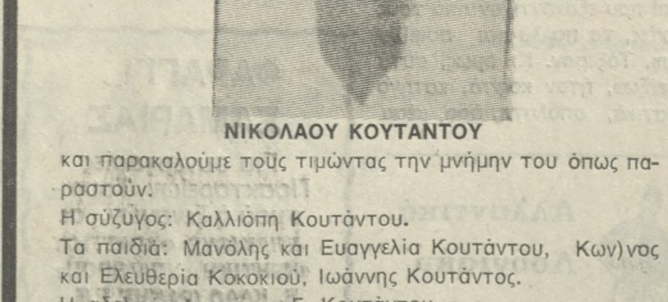 ΝΙΚΟΛΑΟΥ ΚΟΥΤΑΝΤΟΥ
και παρακαλούμε τους τιμώντας την μνήμην του όπως πα-
ραστούν.
Η σύζυγος: Καλλιόπη Κουτάντου.
Τα παιδιά: Μανόλης και Ευαγγελία Κουτάντου, Κων)νος
και Ελευθερία Κοκοκιού, Ιωάννης Κουτάντος.